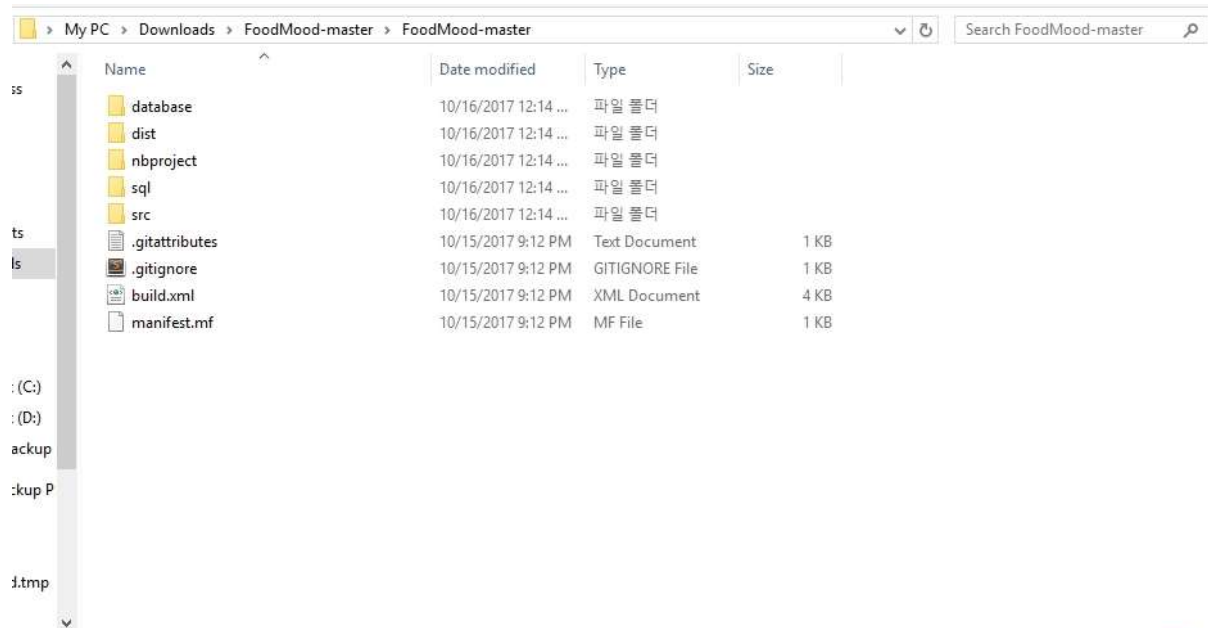 My PC > Downloads > FoodMood-master > FoodMood-master Search FoodMood-master
Name Date modified Type Size
ss
database 10/16/2017 12:14 ... 파일 폴더
dist 10/16/2017 12:14 ... 파일 폴더
nbproject 10/16/2017 12:14 ... 파일 폴더
sql 10/16/2017 12:14 ... 파일 폴더
src 10/16/2017 12:14 ... 파일 폴더
ts
.gitattributes 10/15/2017 9:12 PM Text Document 1 KB
ls
.gitignore 10/15/2017 9:12 PM GITIGNORE File 1 KB
build.xml 10/15/2017 9:12 PM XML Document 4 KB
manifest.mf 10/15/2017 9:12 PM MF File 1 KB
(C:)
(D:)
ackup
ckup P
d.tmp